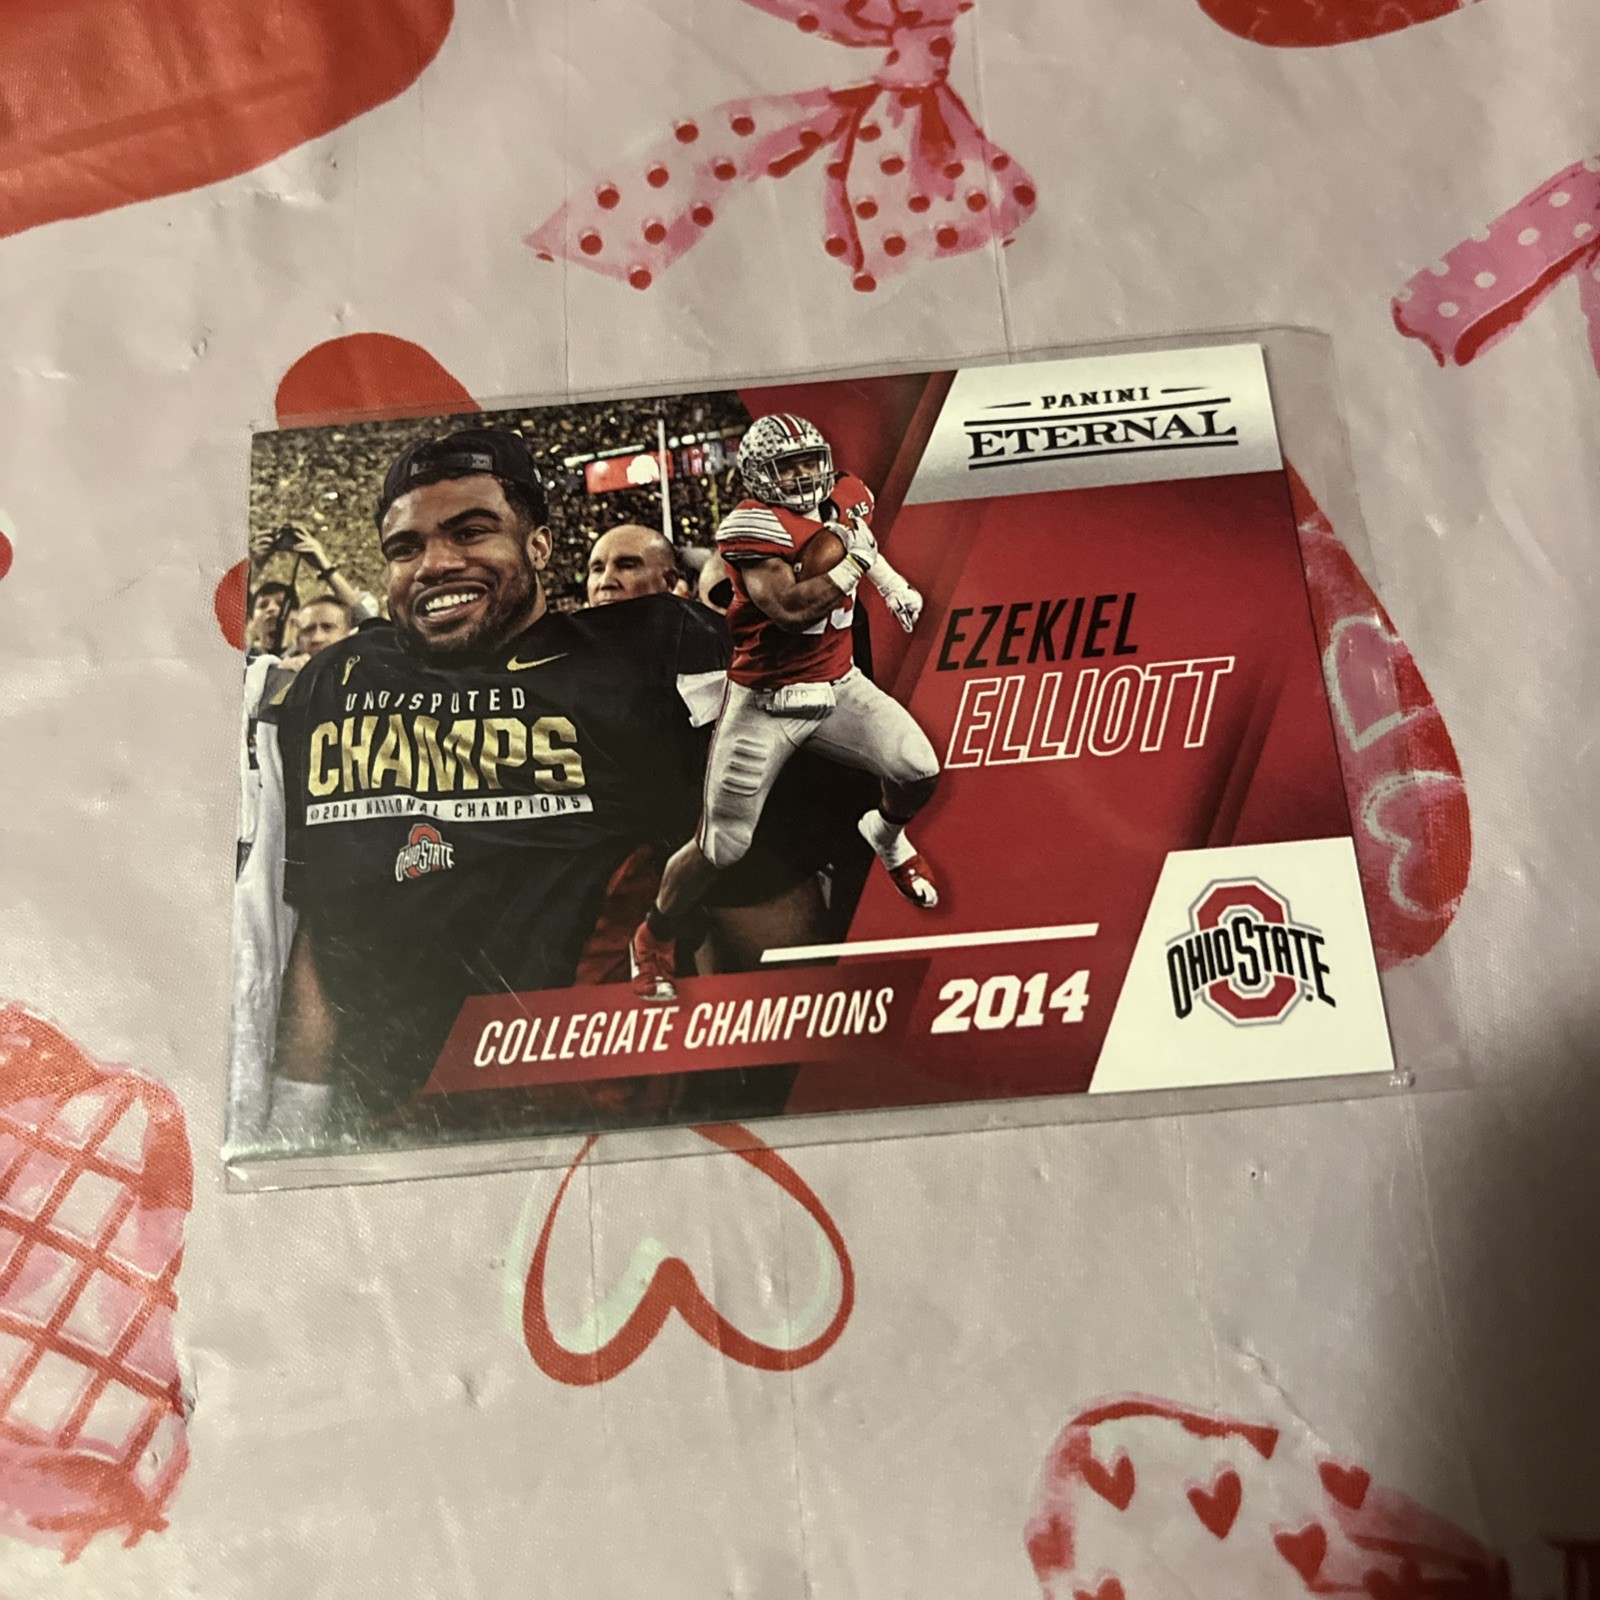 PANINI
ETERNAL
EZEKIEL
ELLIOTT
UNDISPUTED
CHAMPS
2014 NATIONAL CHAMPIONS
OHIO STATE
COLLEGIATE CHAMPIONS 2014
OHIO STATE